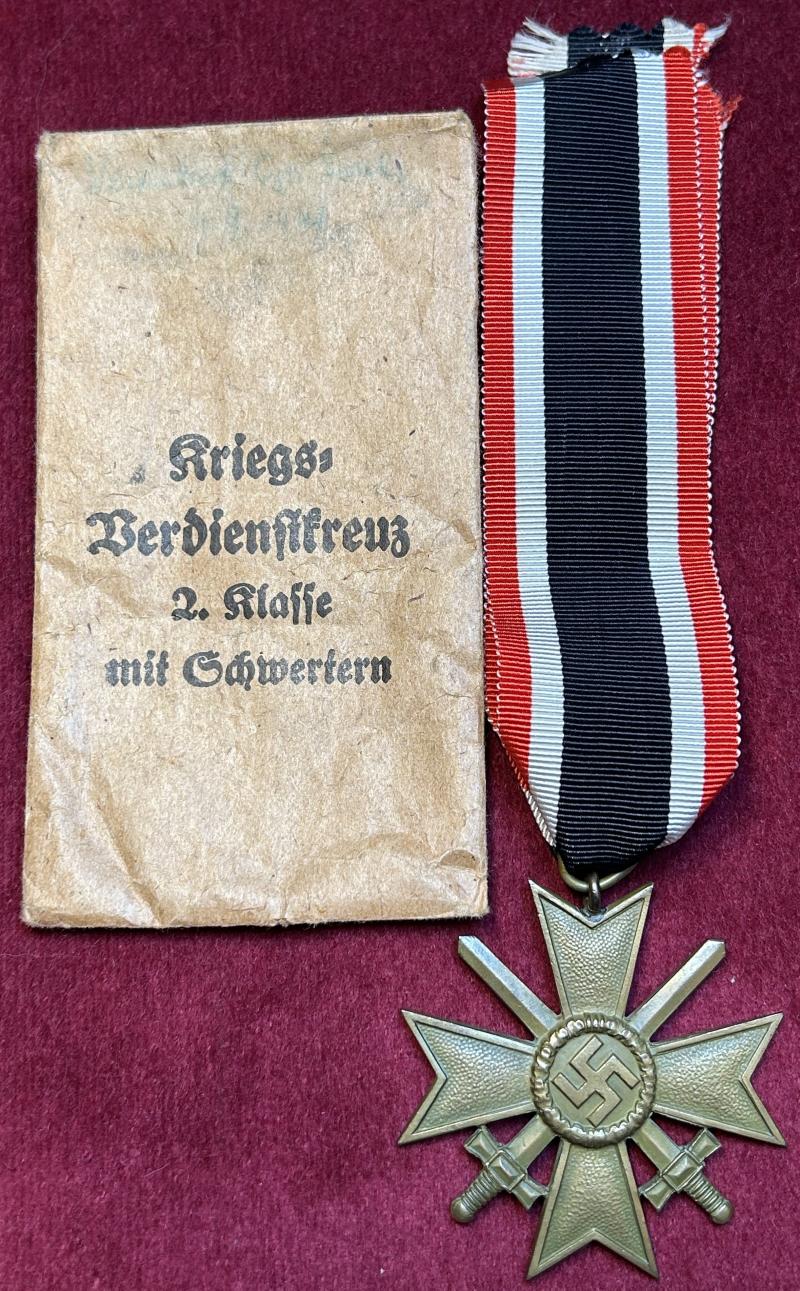 Kriegs-
Verdienstkreuz
2. Klasse
mit Schwertern